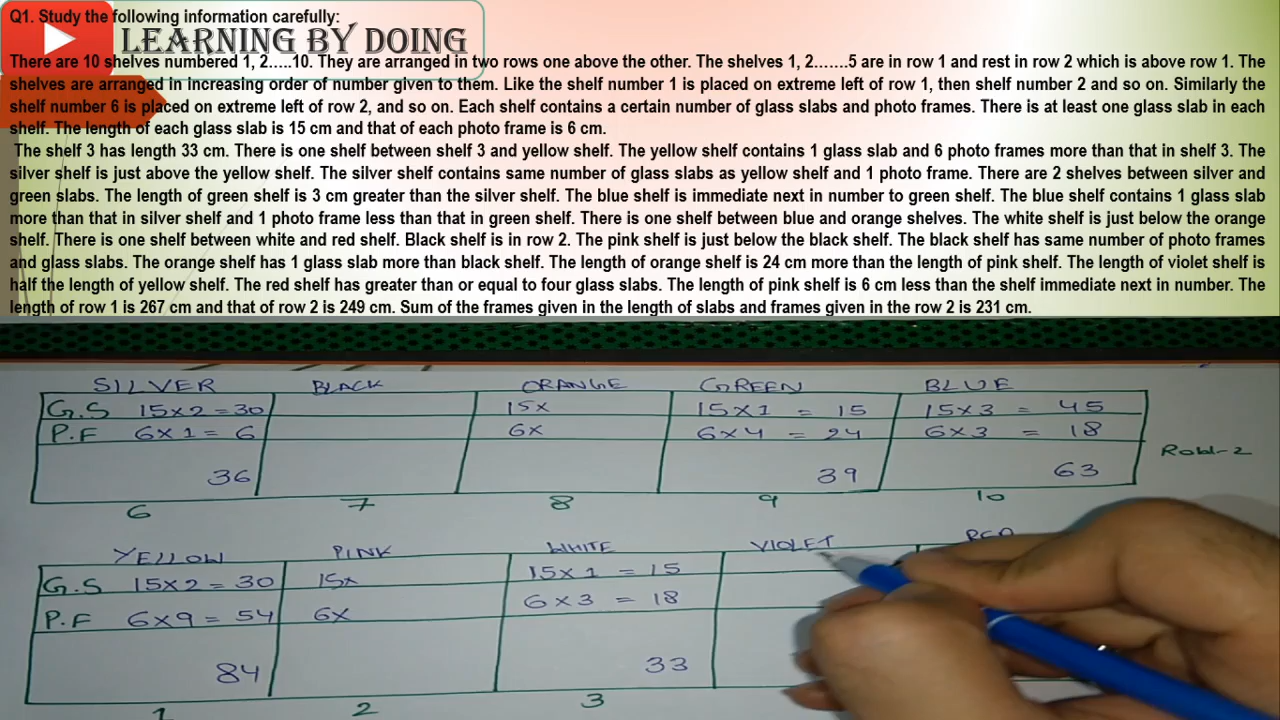 Q1. Study the following information carefully:
LEARNING BY DOING
There are 10 shelves numbered 1, 2.....10. They are arranged in two rows one above the other. The shelves 1, 2.......5 are in row 1 and rest in row 2 which is above row 1. The
shelves are arranged in increasing order of number given to them. Like the shelf number 1 is placed on extreme left of row 1, then shelf number 2 and so on. Similarly the
shelf number 6 is placed on extreme left of row 2, and so on. Each shelf contains a certain number of glass slabs and photo frames. There is at least one glass slab in each
shelf. The length of each glass slab is 15 cm and that of each photo frame is 6 cm.
The shelf 3 has length 33 cm. There is one shelf between shelf 3 and yellow shelf. The yellow shelf contains 1 glass slab and 6 photo frames more than that in shelf 3. The
silver shelf is just above the yellow shelf. The silver shelf contains same number of glass slabs as yellow shelf and 1 photo frame. There are 2 shelves between silver and
green slabs. The length of green shelf is 3 cm greater than the silver shelf. The blue shelf is immediate next in number to green shelf. The blue shelf contains 1 glass slab
more than that in silver shelf and 1 photo frame less than that in green shelf. There is one shelf between blue and orange shelves. The white shelf is just below the orange
shelf. There is one shelf between white and red shelf. Black shelf is in row 2. The pink shelf is just below the black shelf. The black shelf has same number of photo frames
and glass slabs. The orange shelf has 1 glass slab more than black shelf. The length of orange shelf is 24 cm more than the length of pink shelf. The length of violet shelf is
half the length of yellow shelf. The red shelf has greater than or equal to four glass slabs. The length of pink shelf is 6 cm less than the shelf immediate next in number. The
length of row 1 is 267 cm and that of row 2 is 249 cm. Sum of the frames given in the length of slabs and frames given in the row 2 is 231 cm.
SILVER BLACK ORANGE GREEN BLUE
G.S 15x2=30 15x 15x1 = 15 15x3 = 45
P.F 6x1= 6 6x 6x4 = 24 6x3 = 18
Row-2
36 39 63
6 7 8 9 10
YELLOW PINK WHITE VIOLET RED
G.S 15x2=30 15x 15x1 = 15
P.F 6x9=54 6x 6x3 = 18
84 33
1 2 3